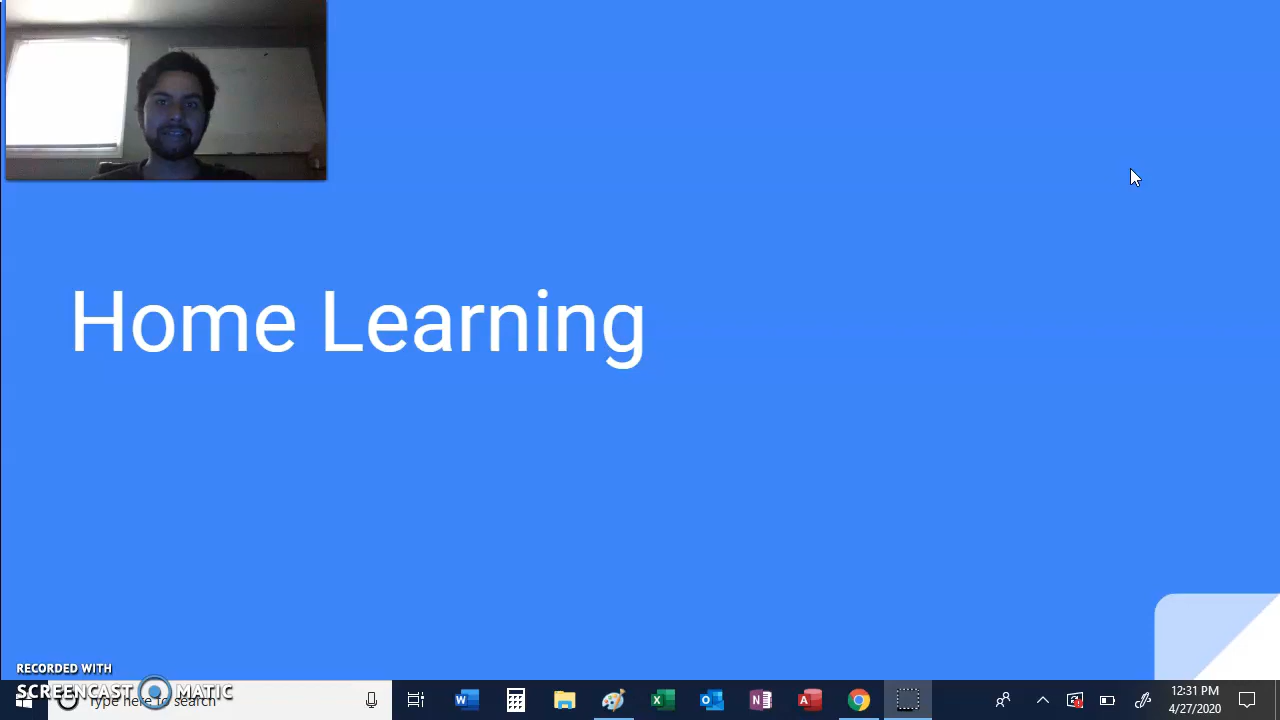 Home Learning
RECORDED WITH
SCREENCAST MATIC
Type here to search
12:31 PM
4/27/2020